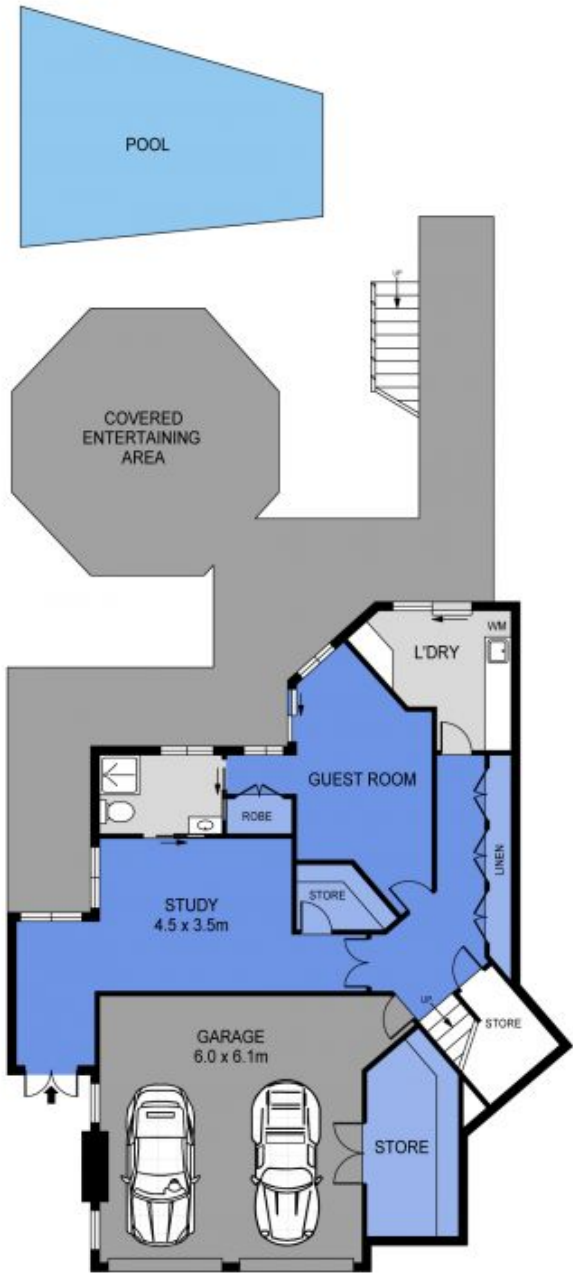 POOL
UP
COVERED
ENTERTAINING
AREA
WM
L'DRY
GUEST ROOM
ROBE
LINEN
STORE
STUDY
4.5 x 3.5m
UP
STORE
GARAGE
6.0 x 6.1m
STORE